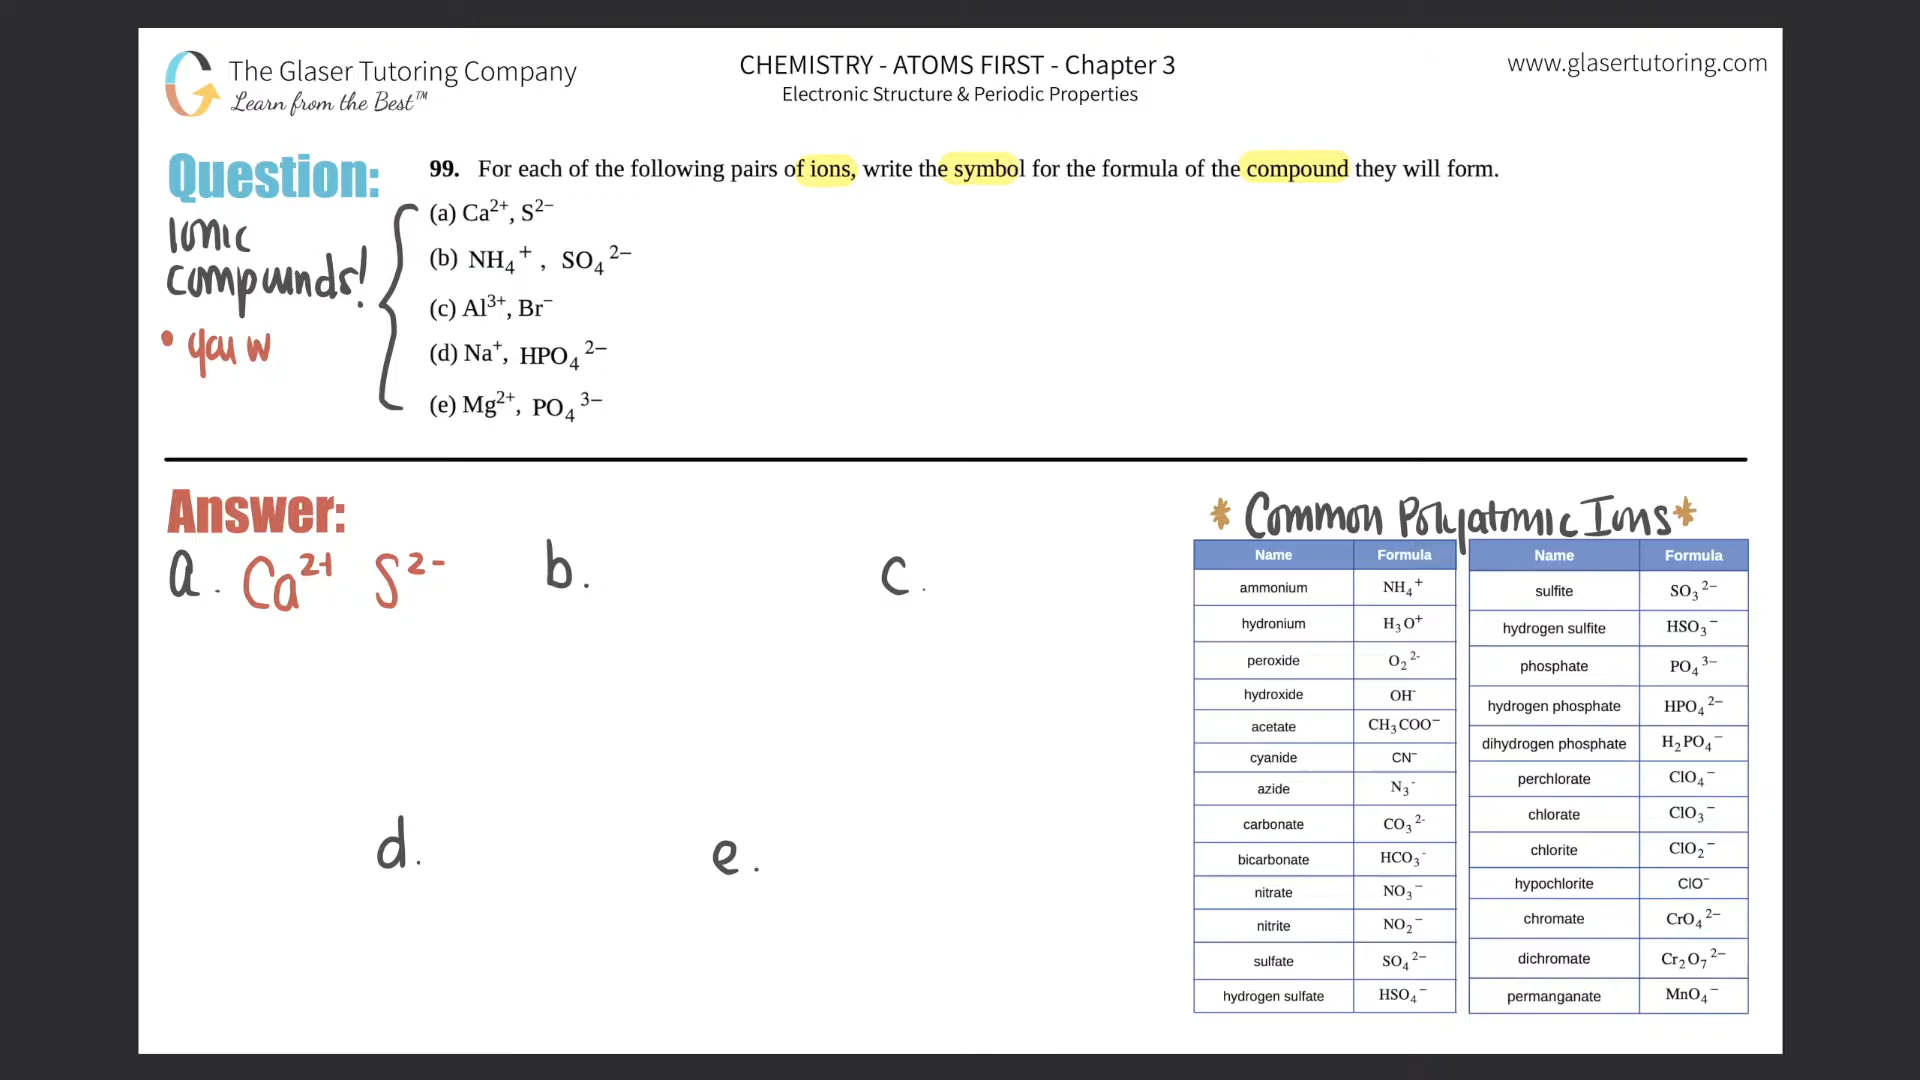 The Glaser Tutoring Company
Learn from the Best™
CHEMISTRY - ATOMS FIRST - Chapter 3
Electronic Structure & Periodic Properties
www.glasertutoring.com
Question:
Ionic
compounds!
• you w
99. For each of the following pairs of ions, write the symbol for the formula of the compound they will form.
(a) Ca²⁺, S²⁻
(b) NH₄⁺, SO₄²⁻
(c) Al³⁺, Br⁻
(d) Na⁺, HPO₄²⁻
(e) Mg²⁺, PO₄³⁻
Answer:
a. Ca²⁺ S²⁻
b.
c.
d.
e.
* Common Polyatomic Ions *
Name Formula
ammonium NH₄⁺
hydronium H₃O⁺
peroxide O₂²⁻
hydroxide OH⁻
acetate CH₃COO⁻
cyanide CN⁻
azide N₃⁻
carbonate CO₃²⁻
bicarbonate HCO₃⁻
nitrate NO₃⁻
nitrite NO₂⁻
sulfate SO₄²⁻
hydrogen sulfate HSO₄⁻
Name Formula
sulfite SO₃²⁻
hydrogen sulfite HSO₃⁻
phosphate PO₄³⁻
hydrogen phosphate HPO₄²⁻
dihydrogen phosphate H₂PO₄⁻
perchlorate ClO₄⁻
chlorate ClO₃⁻
chlorite ClO₂⁻
hypochlorite ClO⁻
chromate CrO₄²⁻
dichromate Cr₂O₇²⁻
permanganate MnO₄⁻